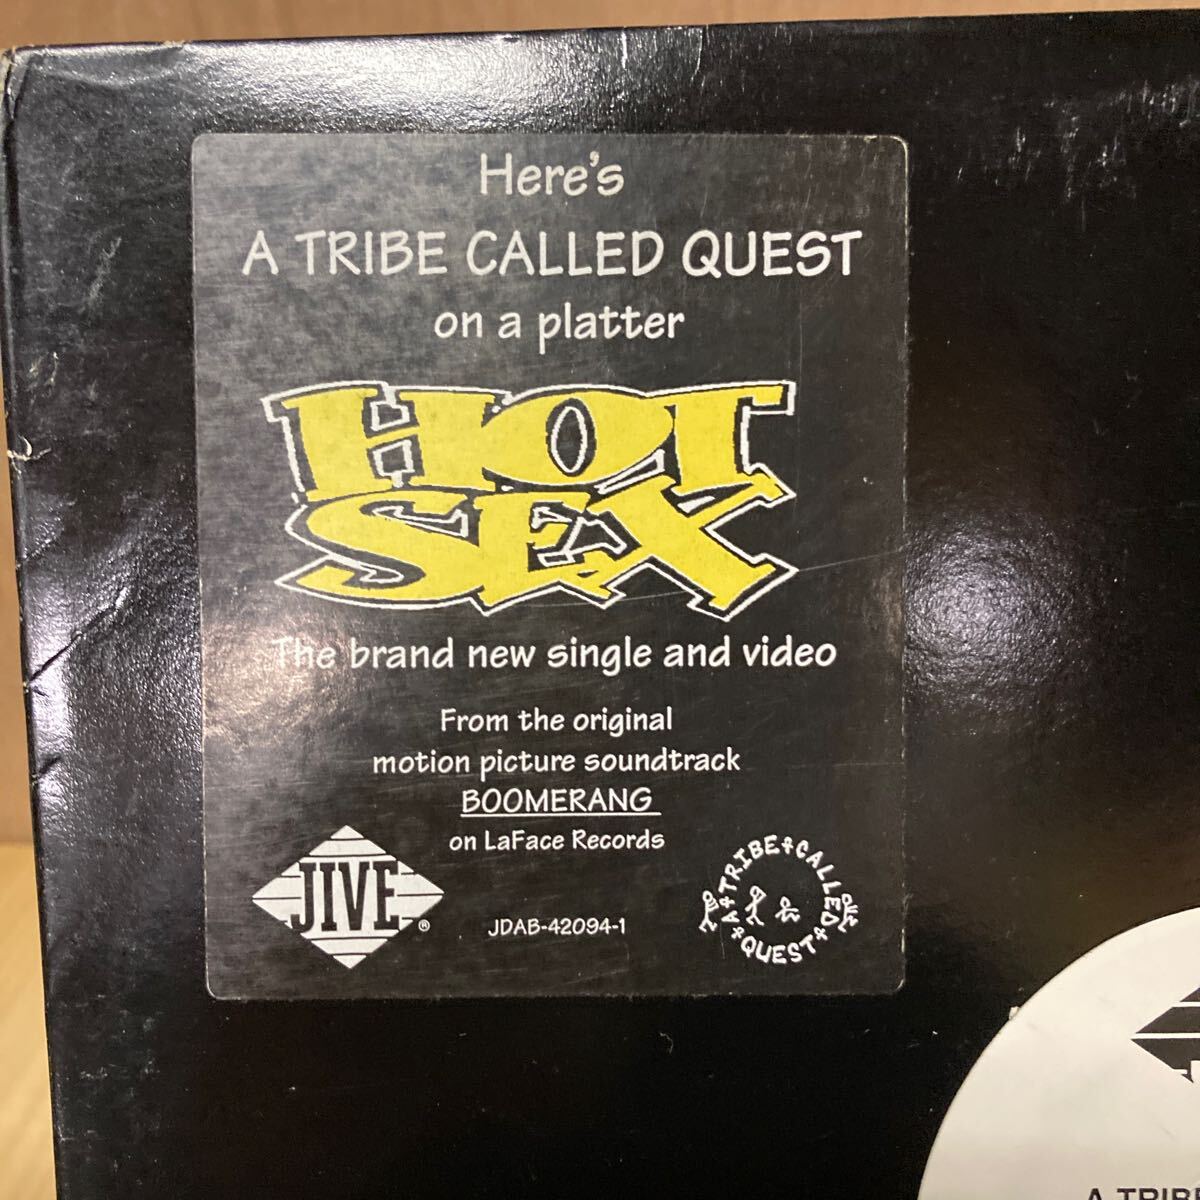 Here's
A TRIBE CALLED QUEST
on a platter
HOT
SEX
The brand new single and video
From the original
motion picture soundtrack
BOOMERANG
on LaFace Records
JIVE®
JDAB-42094-1
A TRIBE CALLED QUEST
A TRIBE